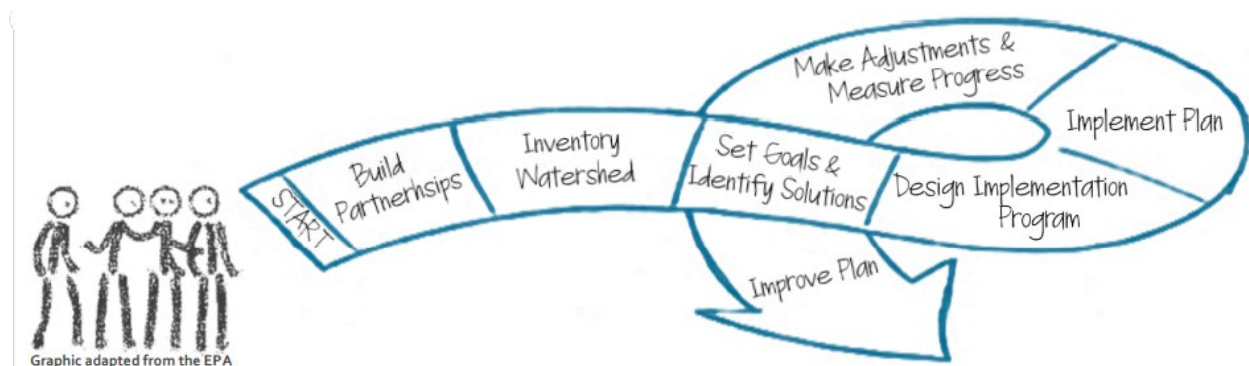 START
Build
Partnerhsips
Inventory
Watershed
Set Goals &
Identify Solutions
Design Implementation
Program
Implement Plan
Make Adjustments &
Measure Progress
Improve Plan
Graphic adapted from the EPA